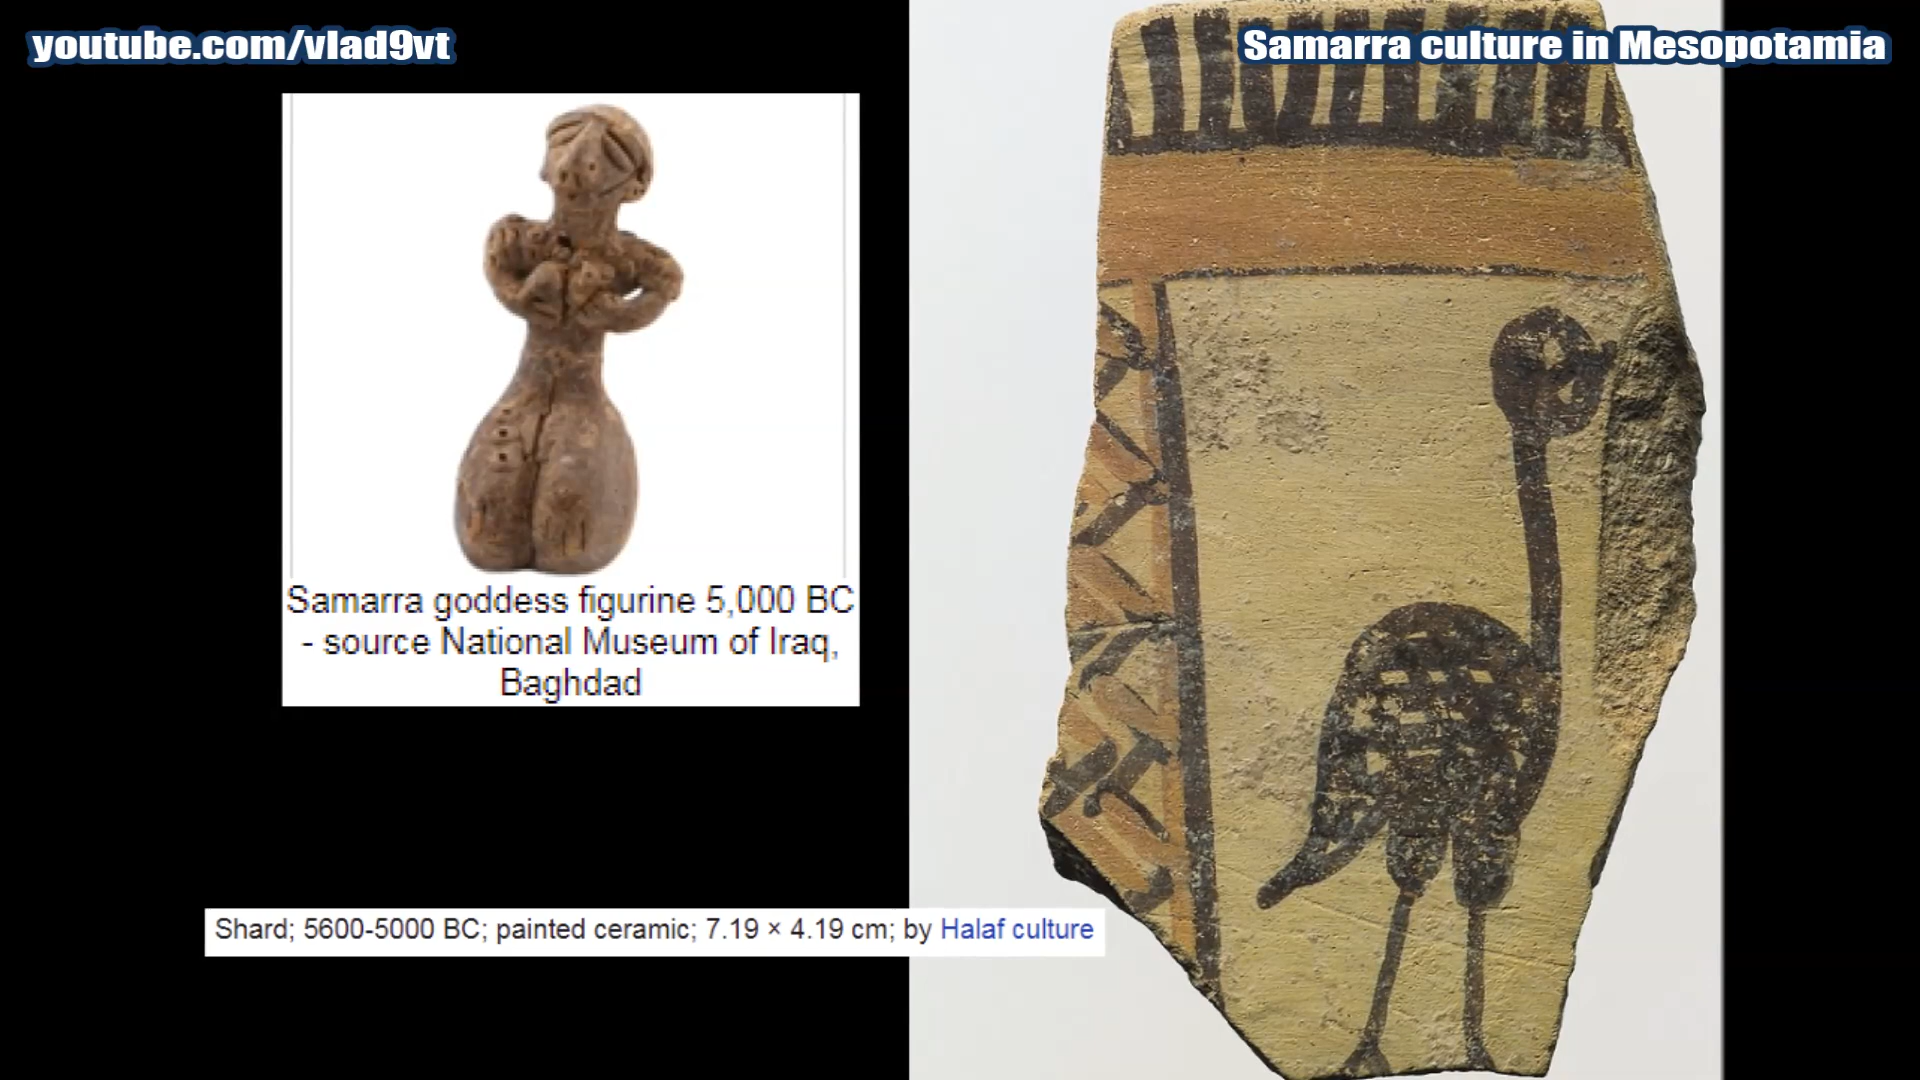 youtube.com/vlad9vt
Samarra culture in Mesopotamia
Samarra goddess figurine 5,000 BC
- source National Museum of Iraq,
Baghdad
Shard; 5600-5000 BC; painted ceramic; 7.19 × 4.19 cm; by Halaf culture